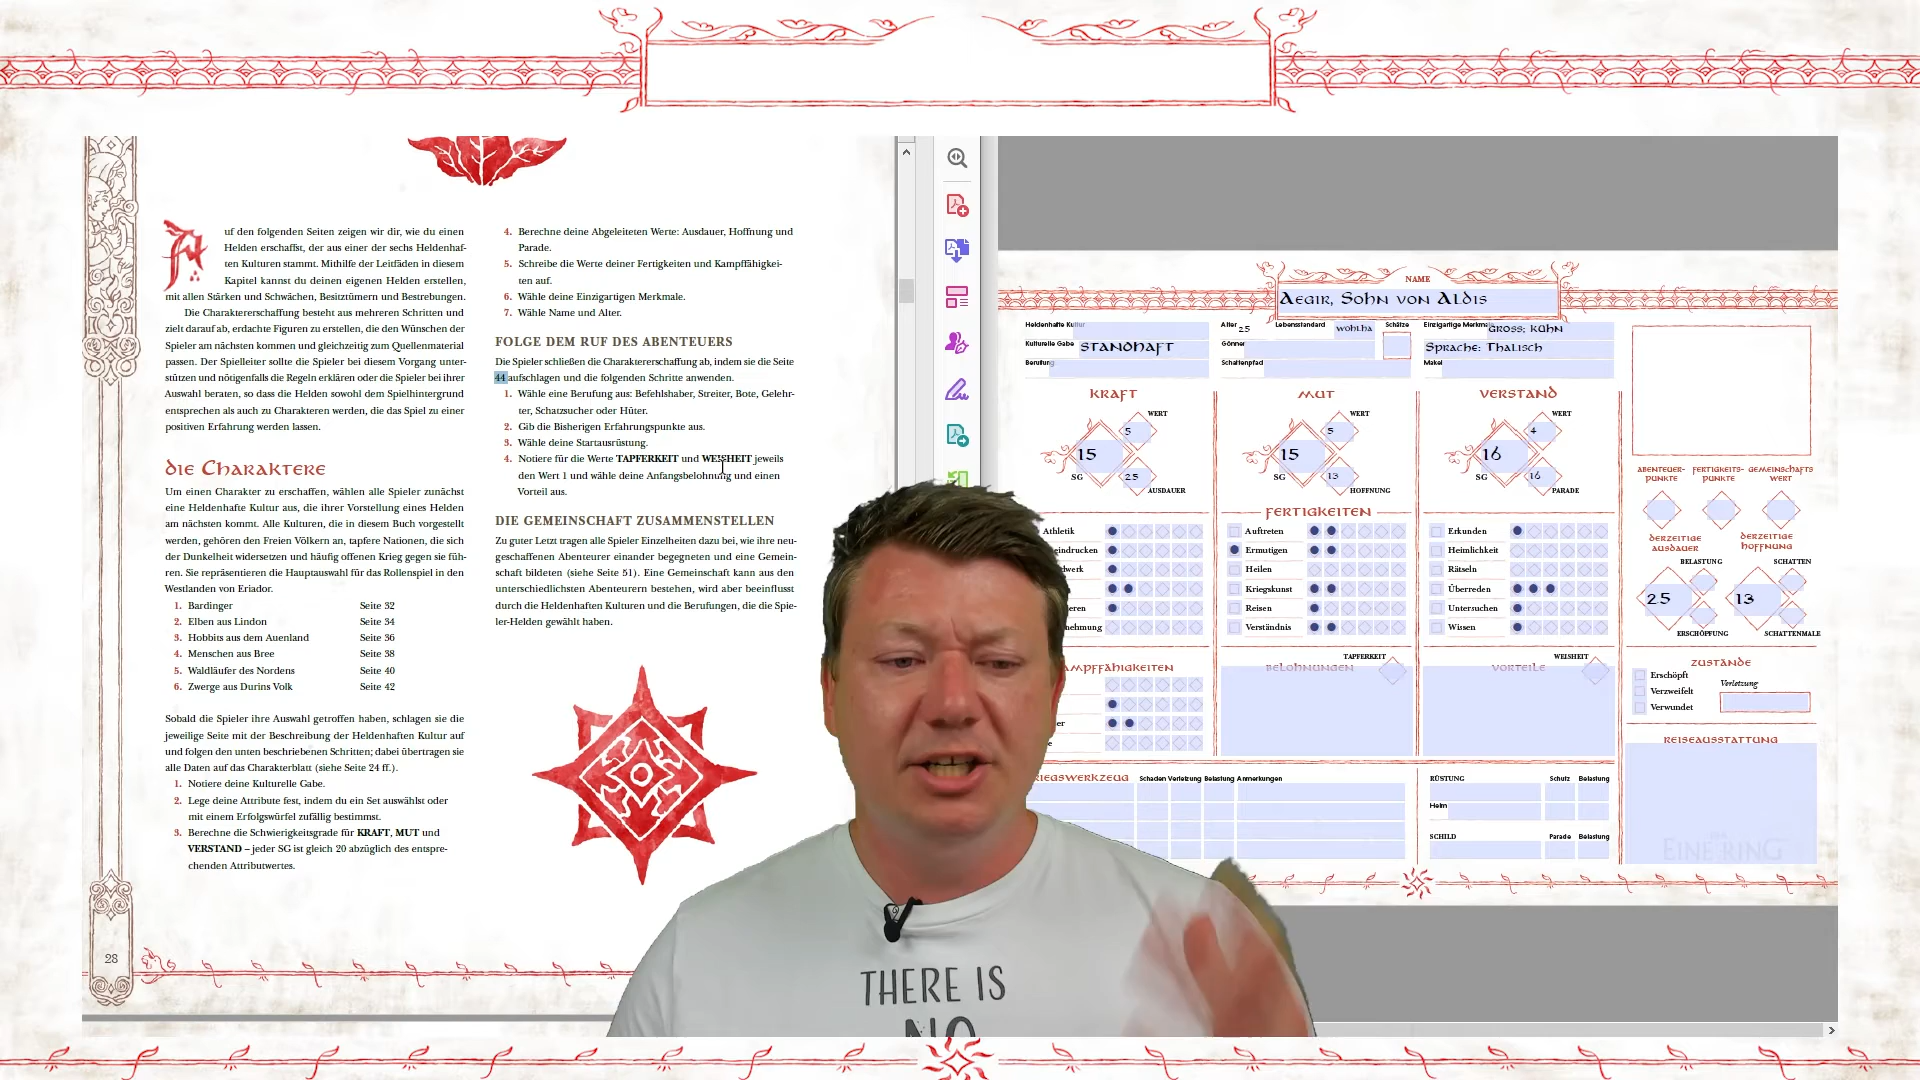 uf den folgenden Seiten zeigen wir dir, wie du einen
Helden erschaffst, der aus einer der sechs Heldenhaf-
ten Kulturen stammt. Mithilfe der Leitfäden in diesem
Kapitel kannst du deinen eigenen Helden erstellen,
mit allen Stärken und Schwächen, Besitztümern und Bestrebungen.
Die Charaktererschaffung besteht aus mehreren Schritten und
zielt darauf ab, erdachte Figuren zu erstellen, die den Wünschen der
Spieler am nächsten kommen und gleichzeitig zum Quellenmaterial
passen. Der Spielleiter sollte die Spieler bei diesem Vorgang unter-
stützen und nötigenfalls die Regeln erklären oder die Spieler bei ihrer
Auswahl beraten, so dass die Helden sowohl dem Spielhintergrund
entsprechen als auch zu Charakteren werden, die das Spiel zu einer
positiven Erfahrung werden lassen.
die Charaktere
Um einen Charakter zu erschaffen, wählen alle Spieler zunächst
eine Heldenhafte Kultur aus, die ihrer Vorstellung eines Helden
am nächsten kommt. Alle Kulturen, die in diesem Buch vorgestellt
werden, gehören den Freien Völkern an, tapfere Nationen, die sich
der Dunkelheit widersetzen und häufig offenen Krieg gegen sie füh-
ren. Sie repräsentieren die Hauptauswahl für das Rollenspiel in den
Westlanden von Eriador.
1. Bardinger Seite 32
2. Elben aus Lindon Seite 34
3. Hobbits aus dem Auenland Seite 36
4. Menschen aus Bree Seite 38
5. Waldläufer des Nordens Seite 40
6. Zwerge aus Durins Volk Seite 42
Sobald die Spieler ihre Auswahl getroffen haben, schlagen sie die
jeweilige Seite mit der Beschreibung der Heldenhaften Kultur auf
und folgen den unten beschriebenen Schritten; dabei übertragen sie
alle Daten auf das Charakterblatt (siehe Seite 24 ff.).
1. Notiere deine Kulturelle Gabe.
2. Lege deine Attribute fest, indem du ein Set auswählst oder
mit einem Erfolgswürfel zufällig bestimmst.
3. Berechne die Schwierigkeitsgrade für KRAFT, MUT und
VERSTAND – jeder SG ist gleich 20 abzüglich des entspre-
chenden Attributwertes.
28
4. Berechne deine Abgeleiteten Werte: Ausdauer, Hoffnung und
Parade.
5. Schreibe die Werte deiner Fertigkeiten und Kampffähigkei-
ten auf.
6. Wähle deine Einzigartigen Merkmale.
7. Wähle Name und Alter.
FOLGE DEM RUF DES ABENTEUERS
Die Spieler schließen die Charaktererschaffung ab, indem sie die Seite
44 aufschlagen und die folgenden Schritte anwenden.
1. Wähle eine Berufung aus: Befehlshaber, Streiter, Bote, Gelehr-
ter, Schatzsucher oder Hüter.
2. Gib die Bisherigen Erfahrungspunkte aus.
3. Wähle deine Startausrüstung.
4. Notiere für die Werte TAPFERKEIT und WEISHEIT jeweils
den Wert 1 und wähle deine Anfangsbelohnung und einen
Vorteil aus.
DIE GEMEINSCHAFT ZUSAMMENSTELLEN
Zu guter Letzt tragen alle Spieler Einzelheiten dazu bei, wie ihre neu-
geschaffenen Abenteurer einander begegneten und eine Gemein-
schaft bildeten (siehe Seite 51). Eine Gemeinschaft kann aus den
unterschiedlichsten Abenteurern bestehen, wird aber beeinflusst
durch die Heldenhaften Kulturen und die Berufungen, die die Spie-
ler-Helden gewählt haben.
NAME
Aegir, Sohn von Aldis
Heldenhafte Kultur Alter 25 Lebensstandard wohlha Schätze Einzigartige Merkm GROSS; KÜHN
Kulturelle Gabe STANDHAFT Gönner Sprache: Thalisch
Berufung Schattenpfad Makel
KRAFT MUT VERSTAND
WERT WERT WERT
5 5 4
15 15 16
SG 25 SG 13 SG 16
AUSDAUER HOFFNUNG PARADE
ABENTEUER-PUNKTE FERTIGKEITS-PUNKTE GEMEINSCHAFTS WERT
FERTIGKEITEN
Athletik Auftreten Erkunden
eindrucken Ermutigen Heimlichkeit
dwerk Heilen Rätseln
Kriegskunst Überreden
eren Reisen Untersuchen
nehmung Verständnis Wissen
DERZEITIGE AUSDAUER DERZEITIGE HOFFNUNG
BELASTUNG SCHATTEN
25 13
ERSCHÖPFUNG SCHATTENMALE
AMPFFÄHIGKEITEN BELOHNUNGEN TAPFERKEIT VORTEILE WEISHEIT
er
e
ZUSTÄNDE
Erschöpft Verletzung
Verzweifelt
Verwundet
REISEAUSTATTUNG
RIEGSWERKZEUG Schaden Verletzung Belastung Anmerkungen
RÜSTUNG Schutz Belastung
Helm
SCHILD Parade Belastung
EINE RING
THERE IS
NO